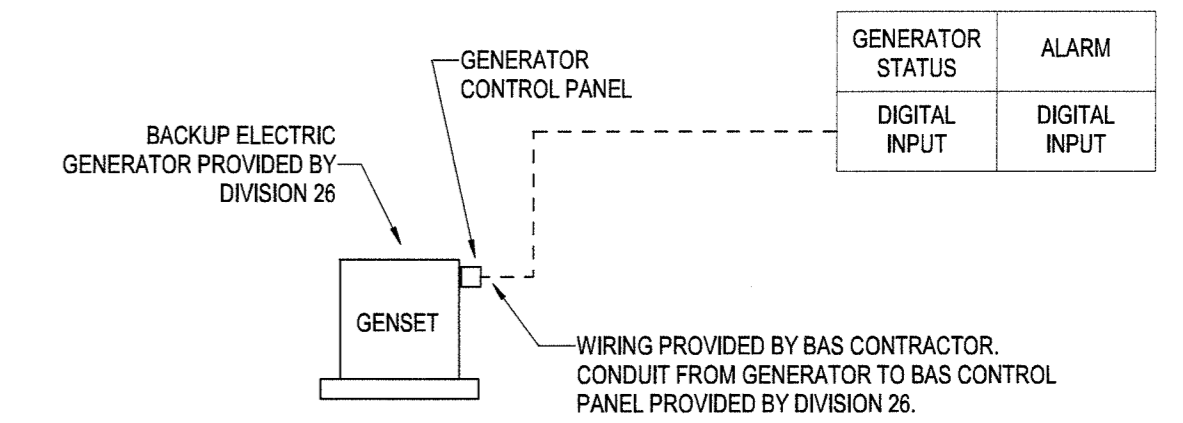 GENERATOR
STATUS
ALARM
DIGITAL
INPUT
DIGITAL
INPUT
GENERATOR
CONTROL PANEL
BACKUP ELECTRIC
GENERATOR PROVIDED BY
DIVISION 26
GENSET
WIRING PROVIDED BY BAS CONTRACTOR.
CONDUIT FROM GENERATOR TO BAS CONTROL
PANEL PROVIDED BY DIVISION 26.